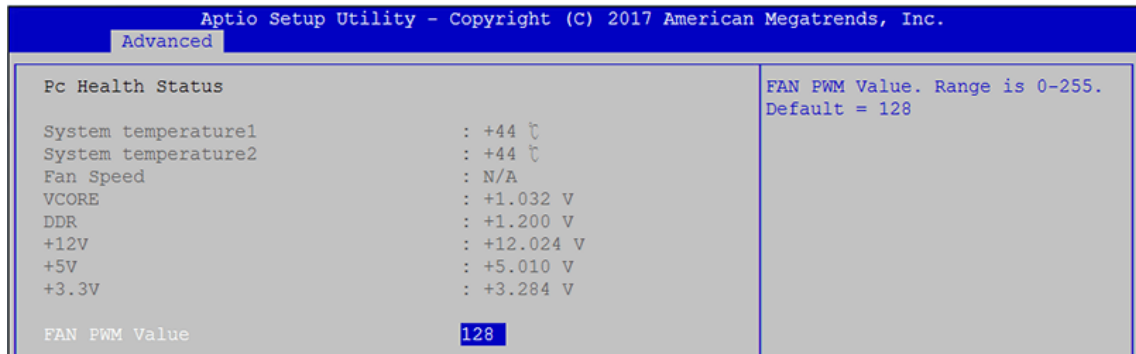 Aptio Setup Utility – Copyright (C) 2017 American Megatrends, Inc.
Advanced
Pc Health Status
System temperature1 : +44 ℃
System temperature2 : +44 ℃
Fan Speed : N/A
VCORE : +1.032 V
DDR : +1.200 V
+12V : +12.024 V
+5V : +5.010 V
+3.3V : +3.284 V
FAN PWM Value 128
FAN PWM Value. Range is 0-255.
Default = 128